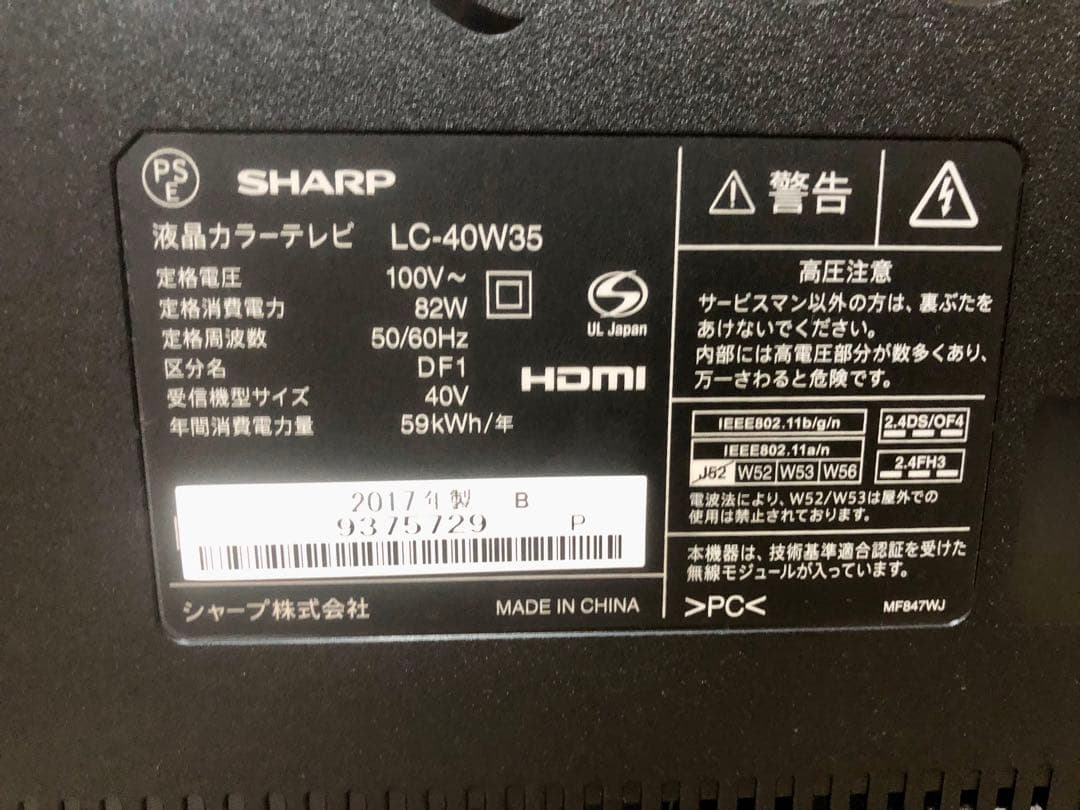 PSE
SHARP
液晶カラーテレビ LC-40W35
定格電圧 100V~
定格消費電力 82W
定格周波数 50/60Hz
区分名 DF1
受信機型サイズ 40V
年間消費電力量 59kWh/年
UL Japan
HDMI
2017年製 B
9375729 P
シャープ株式会社 MADE IN CHINA
警告
高圧注意
サービスマン以外の方は、裏ぶたを
あけないでください。
内部には高電圧部分が数多くあり、
万一さわると危険です。
IEEE802.11b/g/n
IEEE802.11a/n
J52 W52 W53 W56
2.4DS/OF4
2.4FH3
電波法により、W52/W53は屋外での
使用は禁止されております。
本機器は、技術基準適合認証を受けた
無線モジュールが入っています。
>PC< MF847WJ